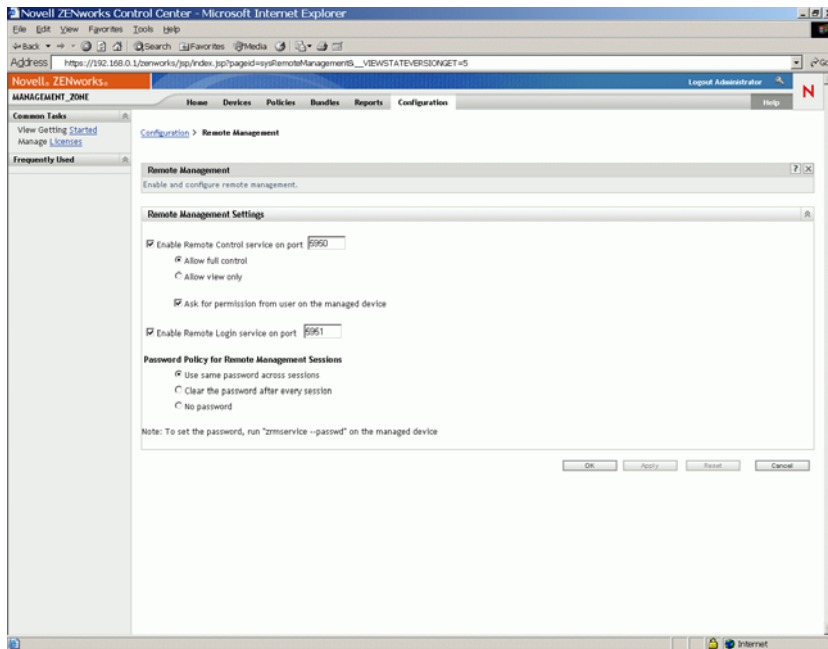 Novell ZENworks Control Center - Microsoft Internet Explorer
File Edit View Favorites Tools Help
Back Search Favorites Media
Address https://192.168.0.1/zenworks/jsp/index.jsp?pageid=sysRemoteManagement&__VIEWSTATEVERSIONGET=5 Go
Novell® ZENworks® Logout Administrator
MANAGEMENT_ZONE Home Devices Policies Bundles Reports Configuration Help N
Common Tasks
View Getting Started
Manage Licenses
Frequently Used
Configuration > Remote Management
Remote Management
Enable and configure remote management.
Remote Management Settings
Enable Remote Control service on port 5950
Allow full control
Allow view only
Ask for permission from user on the managed device
Enable Remote Login service on port 5951
Password Policy for Remote Management Sessions
Use same password across sessions
Clear the password after every session
No password
Note: To set the password, run "zrmservice --passwd" on the managed device
OK Apply Reset Cancel
Internet